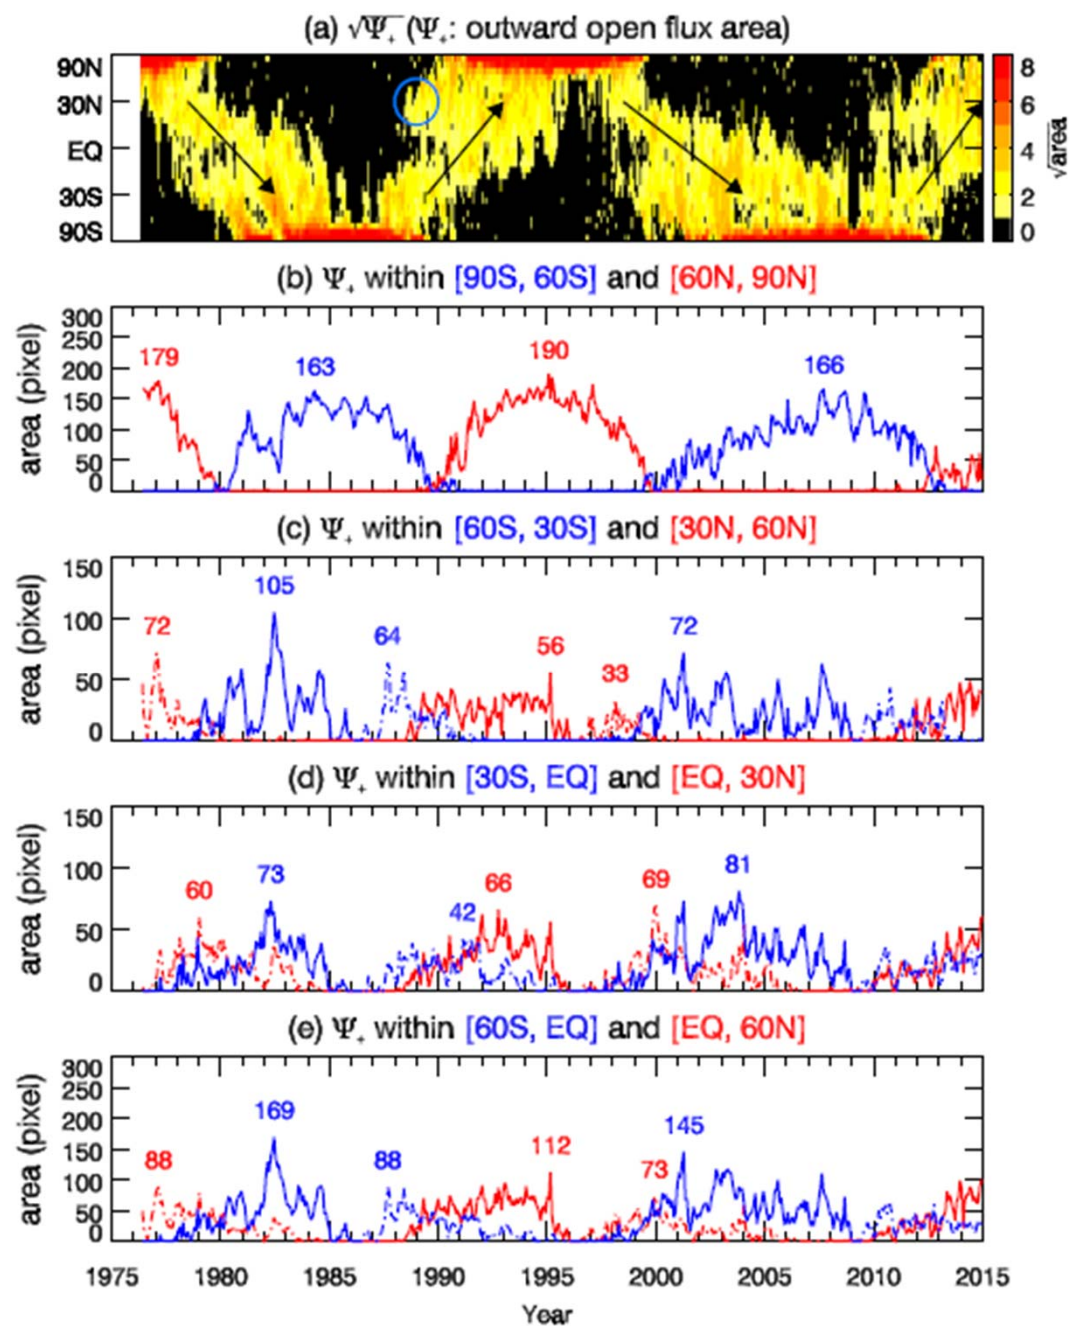 (a) √Ψ₊ (Ψ₊: outward open flux area)
90N
30N
EQ
30S
90S
8
6
4
2
0
√area
(b) Ψ₊ within [90S, 60S] and [60N, 90N]
area (pixel)
300
250
200
150
100
50
0
179
163
190
166
(c) Ψ₊ within [60S, 30S] and [30N, 60N]
area (pixel)
150
100
50
0
72
105
64
56
33
72
(d) Ψ₊ within [30S, EQ] and [EQ, 30N]
area (pixel)
150
100
50
0
60
73
42
66
69
81
(e) Ψ₊ within [60S, EQ] and [EQ, 60N]
area (pixel)
300
250
200
150
100
50
0
88
169
88
112
73
145
1975 1980 1985 1990 1995 2000 2005 2010 2015
Year